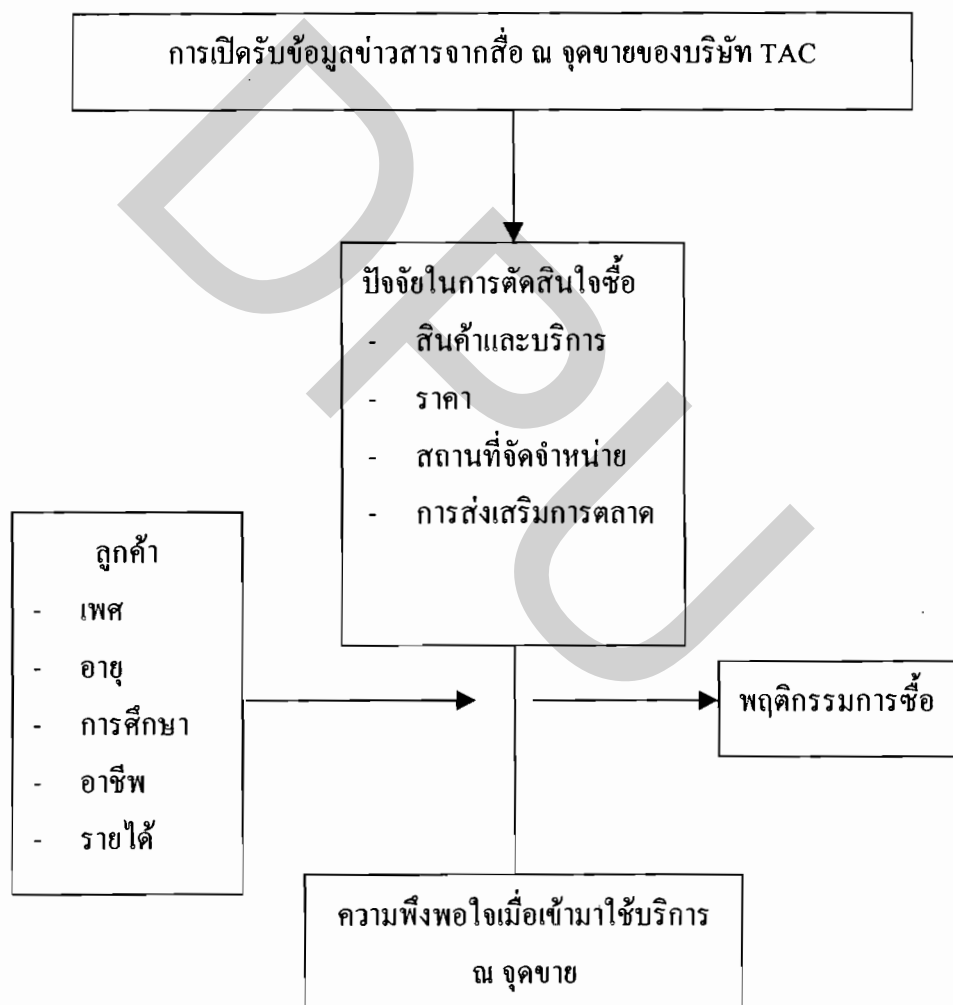 การเปิดรับข้อมูลข่าวสารจากสื่อ ณ จุดขายของบริษัท TAC
ปัจจัยในการตัดสินใจซื้อ
- สินค้าและบริการ
- ราคา
- สถานที่จัดจำหน่าย
- การส่งเสริมการตลาด
ลูกค้า
- เพศ
- อายุ
- การศึกษา
- อาชีพ
- รายได้
พฤติกรรมการซื้อ
ความพึงพอใจเมื่อเข้ามาใช้บริการ
ณ จุดขาย
DPU